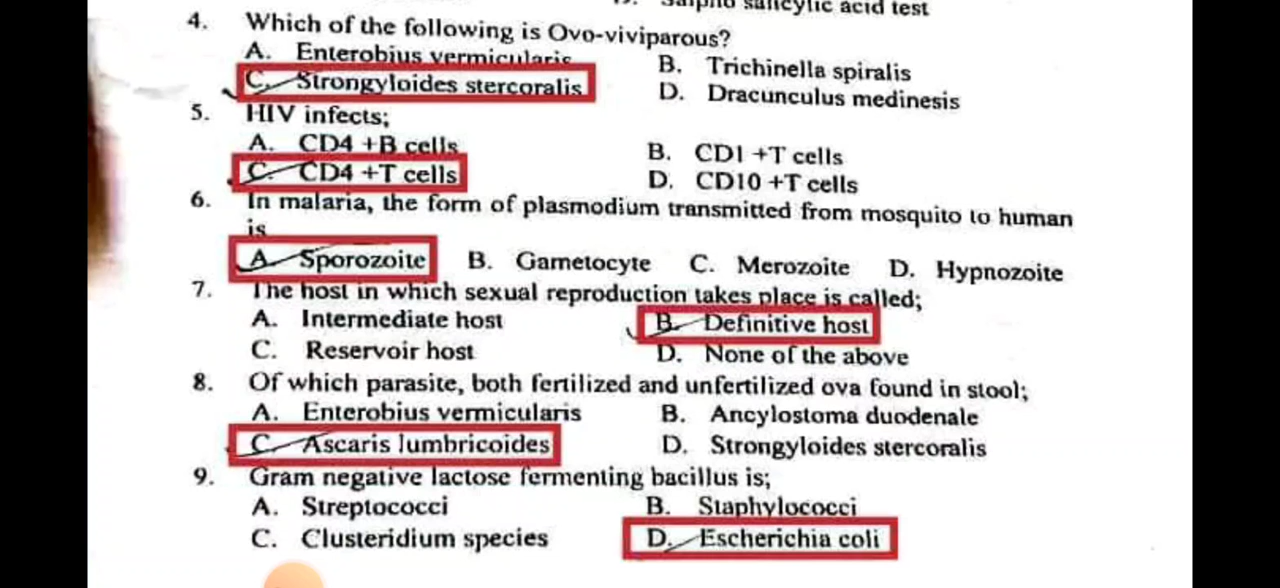 salicylic acid test
4. Which of the following is Ovo-viviparous?
A. Enterobius vermicularis B. Trichinella spiralis
C. Strongyloides stercoralis D. Dracunculus medinesis
5. HIV infects;
A. CD4 +B cells B. CD1 +T cells
C. CD4 +T cells D. CD10 +T cells
6. In malaria, the form of plasmodium transmitted from mosquito to human
is
A. Sporozoite B. Gametocyte C. Merozoite D. Hypnozoite
7. The host in which sexual reproduction takes place is called;
A. Intermediate host B. Definitive host
C. Reservoir host D. None of the above
8. Of which parasite, both fertilized and unfertilized ova found in stool;
A. Enterobius vermicularis B. Ancylostoma duodenale
C. Ascaris lumbricoides D. Strongyloides stercoralis
9. Gram negative lactose fermenting bacillus is;
A. Streptococci B. Staphylococci
C. Clusteridium species D. Escherichia coli